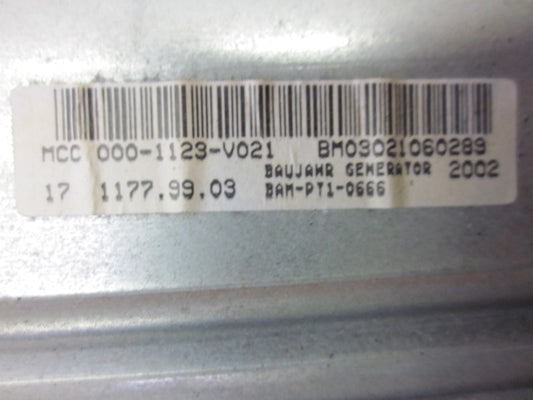 MCC 000-1123-V021 BM03021060289
BAUJAHR GENERATOR 2002
17 1177.99.03 BAM-PT1-0666